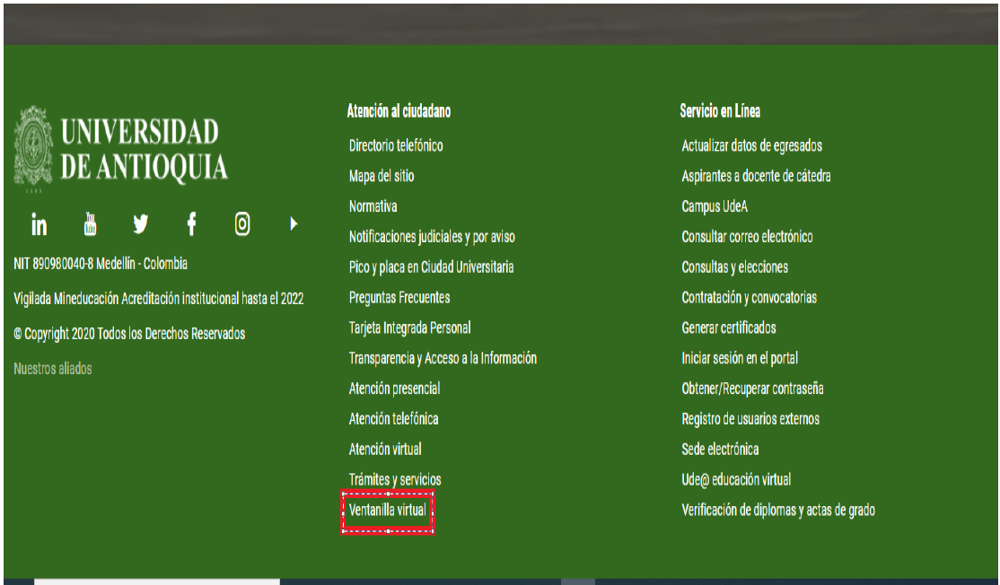 UNIVERSIDAD
DE ANTIOQUIA
NIT 890980040-8 Medellín - Colombia
Vigilada Mineducación Acreditación institucional hasta el 2022
© Copyright 2020 Todos los Derechos Reservados
Nuestros aliados
Atención al ciudadano
Directorio telefónico
Mapa del sitio
Normativa
Notificaciones judiciales y por aviso
Pico y placa en Ciudad Universitaria
Preguntas Frecuentes
Tarjeta Integrada Personal
Transparencia y Acceso a la Información
Atención presencial
Atención telefónica
Atención virtual
Trámites y servicios
Ventanilla virtual
Servicio en Línea
Actualizar datos de egresados
Aspirantes a docente de cátedra
Campus UdeA
Consultar correo electrónico
Consultas y elecciones
Contratación y convocatorias
Generar certificados
Iniciar sesión en el portal
Obtener/Recuperar contraseña
Registro de usuarios externos
Sede electrónica
Ude@ educación virtual
Verificación de diplomas y actas de grado